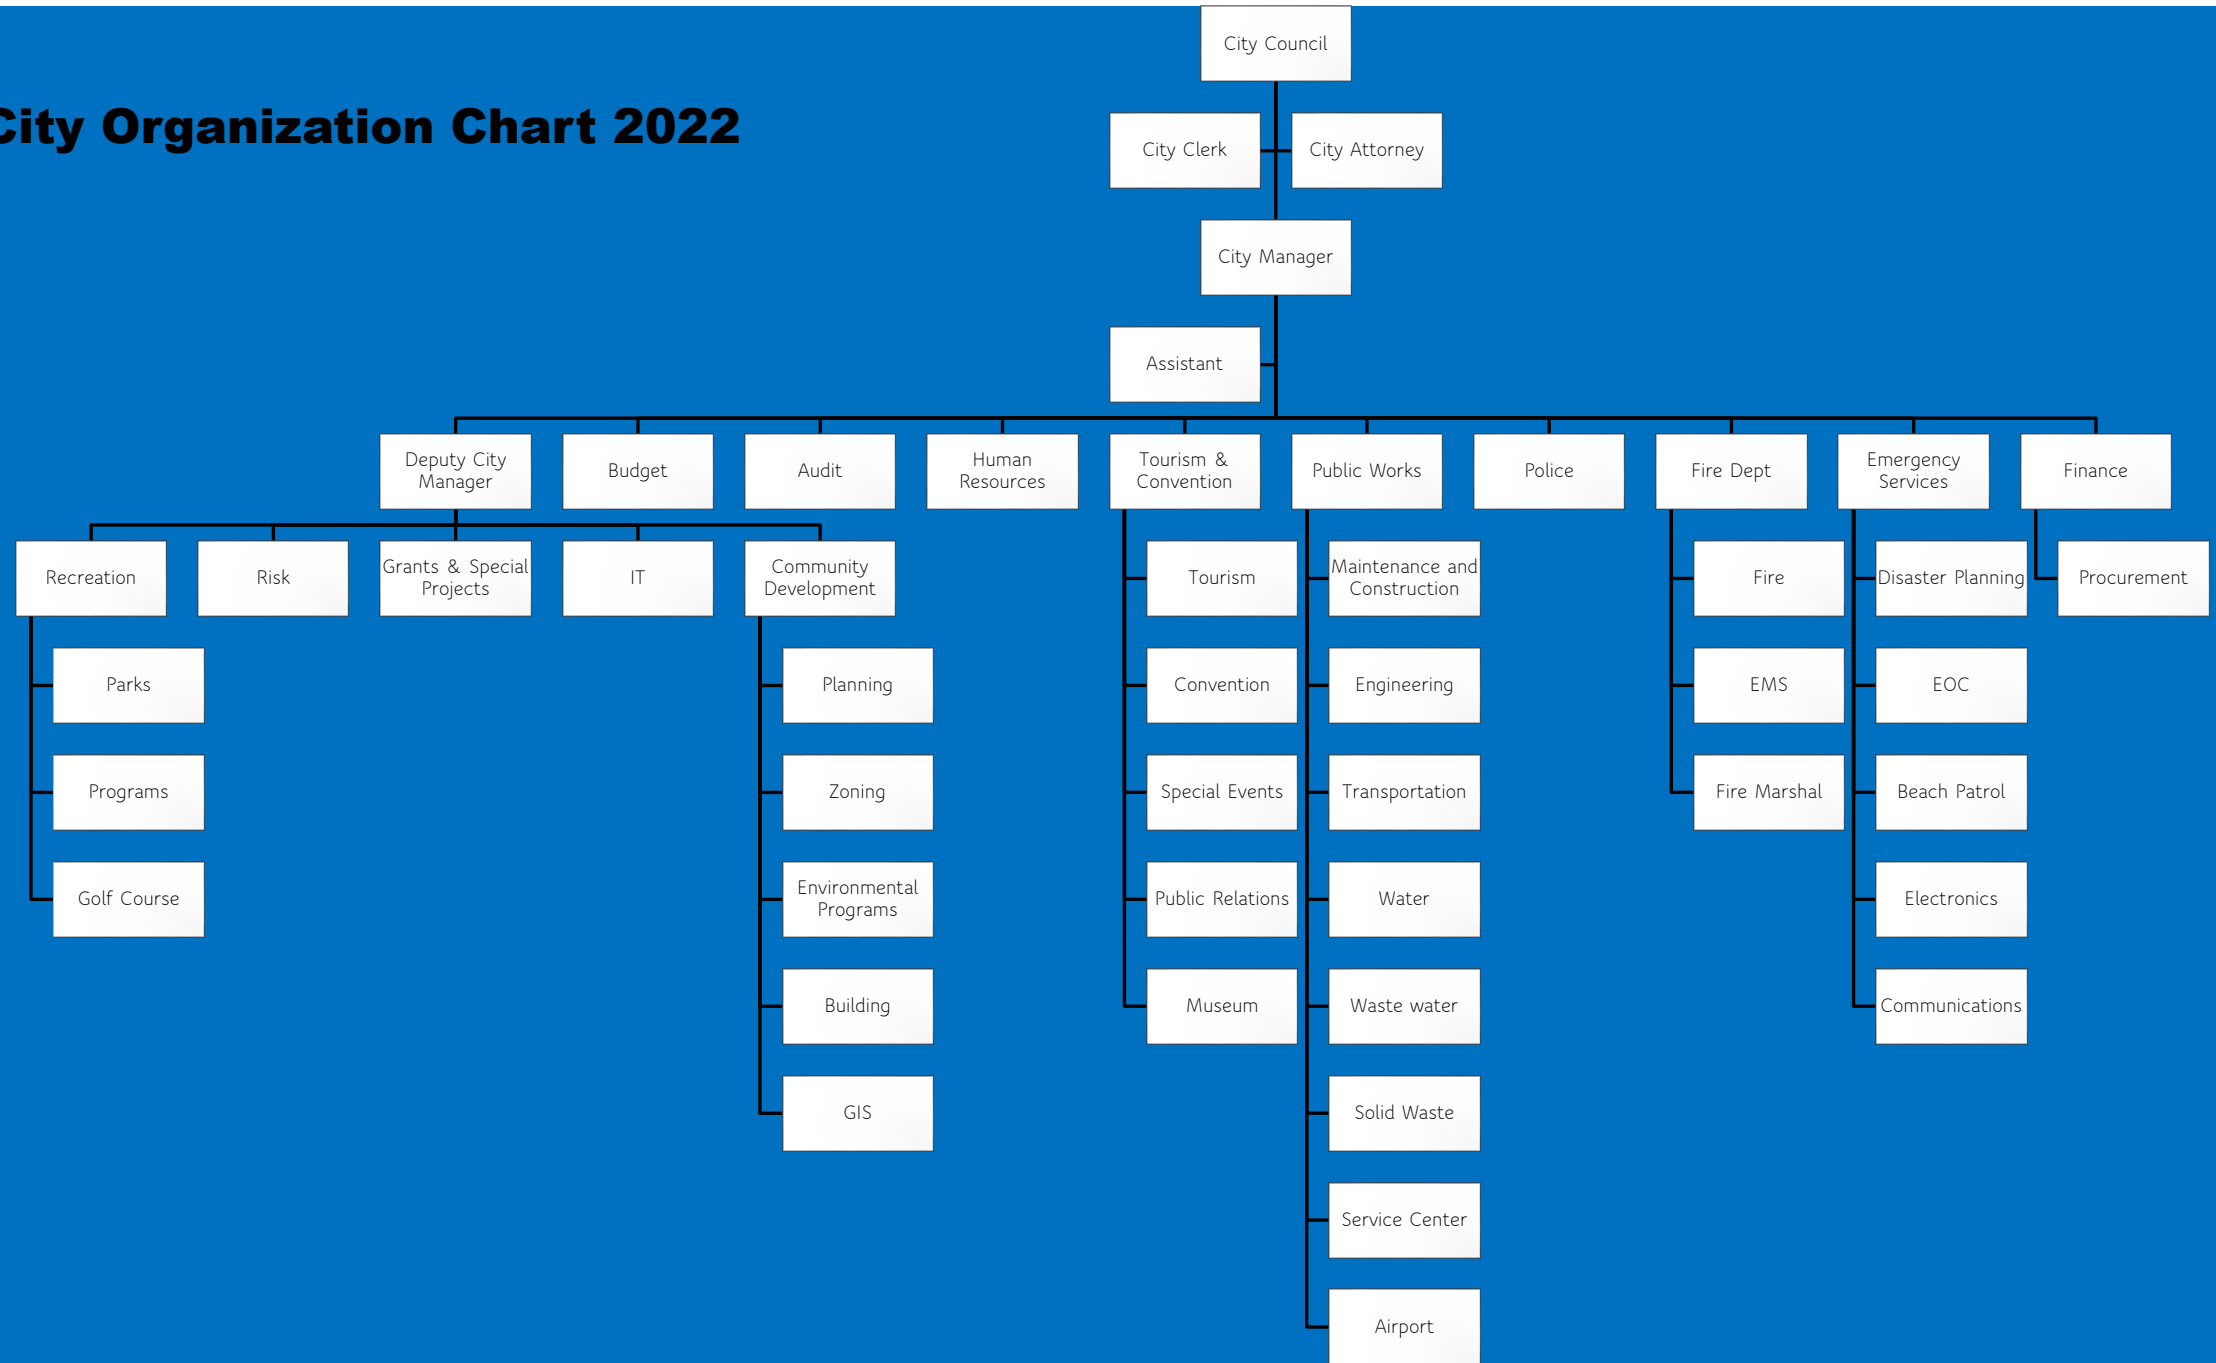 City Council
City Organization Chart 2022
City Clerk
City Attorney
City Manager
Assistant
Deputy City
Manager
Budget
Audit
Human
Resources
Tourism &
Convention
Public Works
Police
Fire Dept
Emergency
Services
Finance
Recreation
Risk
Grants & Special
Projects
IT
Community
Development
Tourism
Maintenance and
Construction
Fire
Disaster Planning
Procurement
Parks
Planning
Convention
Engineering
EMS
EOC
Programs
Zoning
Special Events
Transportation
Fire Marshal
Beach Patrol
Golf Course
Environmental
Programs
Public Relations
Water
Electronics
Building
Museum
Waste water
Communications
GIS
Solid Waste
Service Center
Airport